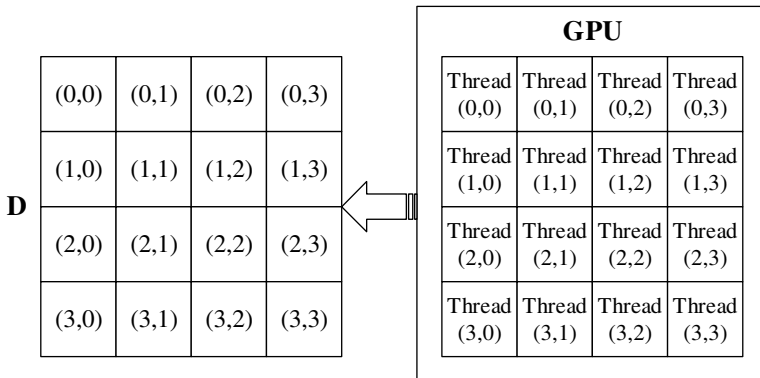 GPU
(0,0) (0,1) (0,2) (0,3)
(1,0) (1,1) (1,2) (1,3)
D
(2,0) (2,1) (2,2) (2,3)
(3,0) (3,1) (3,2) (3,3)
Thread Thread Thread Thread
(0,0) (0,1) (0,2) (0,3)
Thread Thread Thread Thread
(1,0) (1,1) (1,2) (1,3)
Thread Thread Thread Thread
(2,0) (2,1) (2,2) (2,3)
Thread Thread Thread Thread
(3,0) (3,1) (3,2) (3,3)